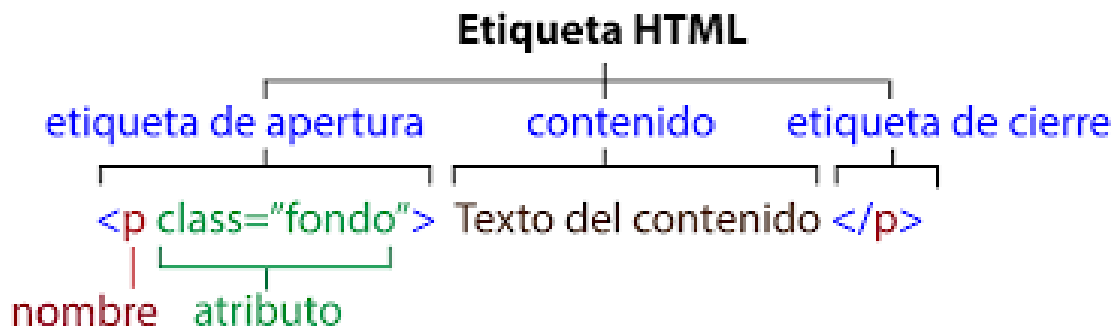 Etiqueta HTML
etiqueta de apertura contenido etiqueta de cierre
<p class=”fondo”> Texto del contenido </p>
nombre atributo